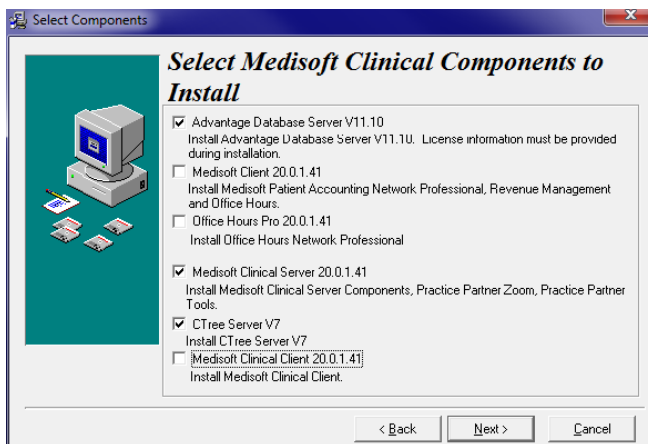 Select Components
Select Medisoft Clinical Components to
Install
Advantage Database Server V11.10
Install Advantage Database Server V11.10. License information must be provided
during installation.
Medisoft Client 20.0.1.41
Install Medisoft Patient Accounting Network Professional, Revenue Management
and Office Hours.
Office Hours Pro 20.0.1.41
Install Office Hours Network Professional
Medisoft Clinical Server 20.0.1.41
Install Medisoft Clinical Server Components, Practice Partner Zoom, Practice Partner
Tools.
CTree Server V7
Install CTree Server V7
Medisoft Clinical Client 20.0.1.41
Install Medisoft Clinical Client.
< Back Next > Cancel